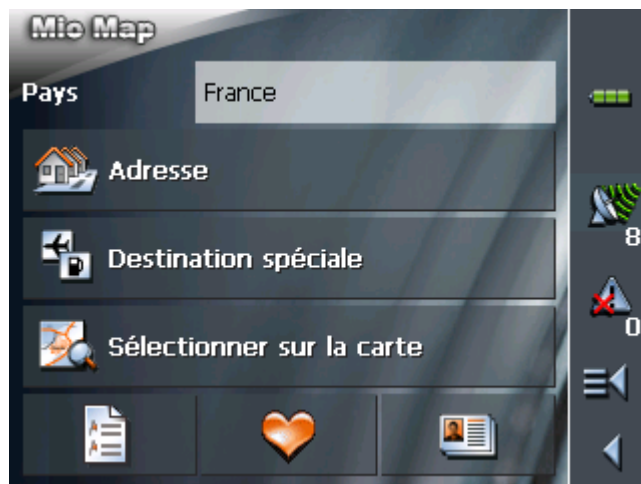 Mio Map
Pays
France
Adresse
Destination spéciale
8
Sélectionner sur la carte
0